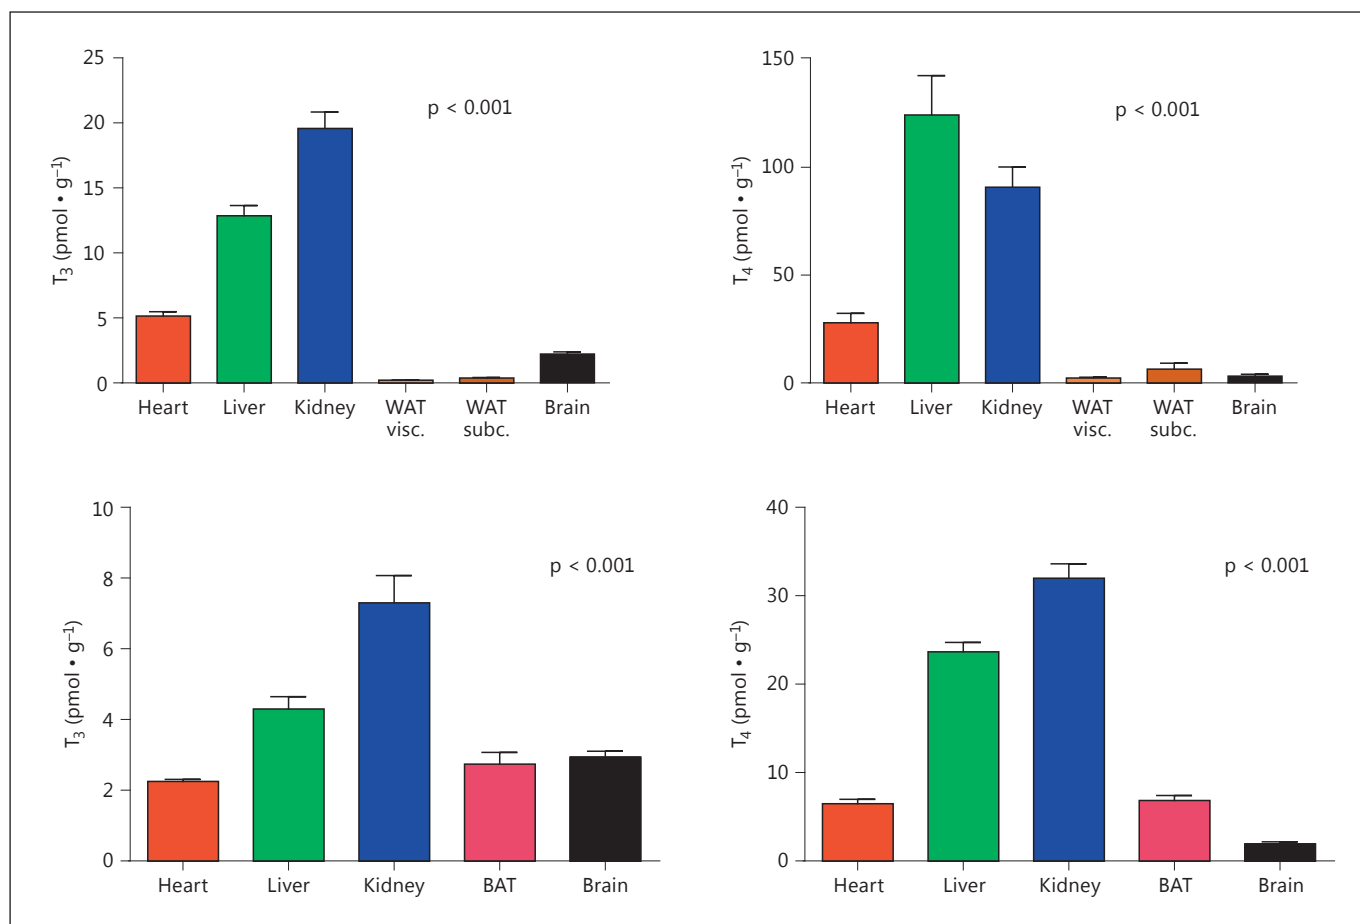 25
20
15
10
5
0
T₃ (pmol • g⁻¹)
p < 0.001
Heart Liver Kidney WAT visc. WAT subc. Brain
150
100
50
0
T₄ (pmol • g⁻¹)
p < 0.001
Heart Liver Kidney WAT visc. WAT subc. Brain
10
8
6
4
2
0
T₃ (pmol • g⁻¹)
p < 0.001
Heart Liver Kidney BAT Brain
40
30
20
10
0
T₄ (pmol • g⁻¹)
p < 0.001
Heart Liver Kidney BAT Brain